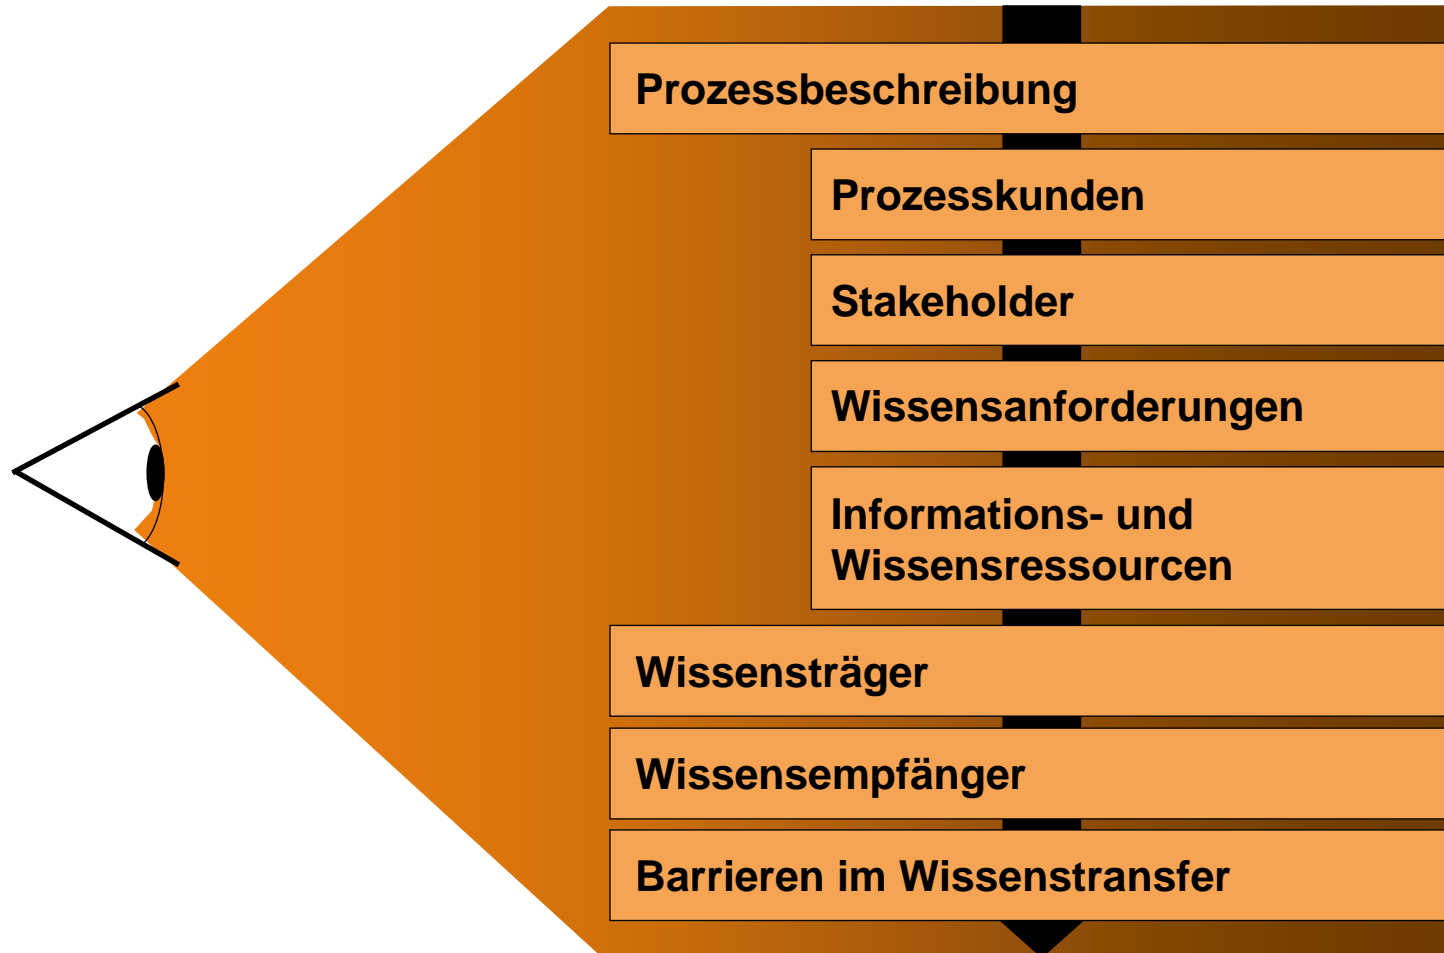 Prozessbeschreibung
Prozesskunden
Stakeholder
Wissensanforderungen
Informations- und
Wissensressourcen
Wissensträger
Wissensempfänger
Barrieren im Wissenstransfer